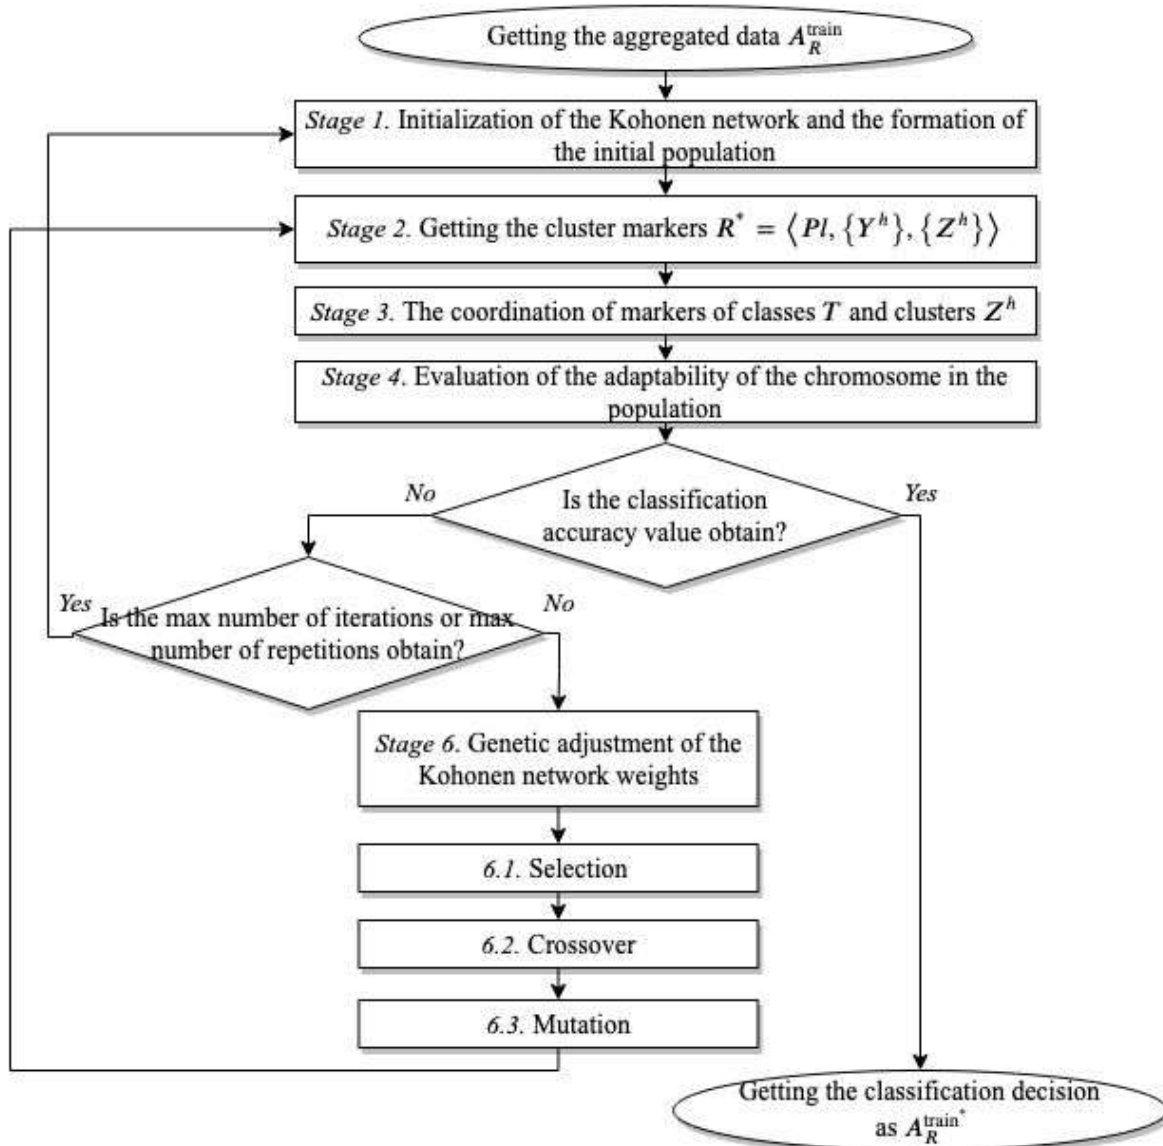 Getting the aggregated data A_R^train
Stage 1. Initialization of the Kohonen network and the formation of
the initial population
Stage 2. Getting the cluster markers R* = ⟨Pl, {Y^h}, {Z^h}⟩
Stage 3. The coordination of markers of classes T and clusters Z^h
Stage 4. Evaluation of the adaptability of the chromosome in the
population
No
Yes
Is the classification
accuracy value obtain?
Yes
No
Is the max number of iterations or max
number of repetitions obtain?
Stage 6. Genetic adjustment of the
Kohonen network weights
6.1. Selection
6.2. Crossover
6.3. Mutation
Getting the classification decision
as A_R^train*